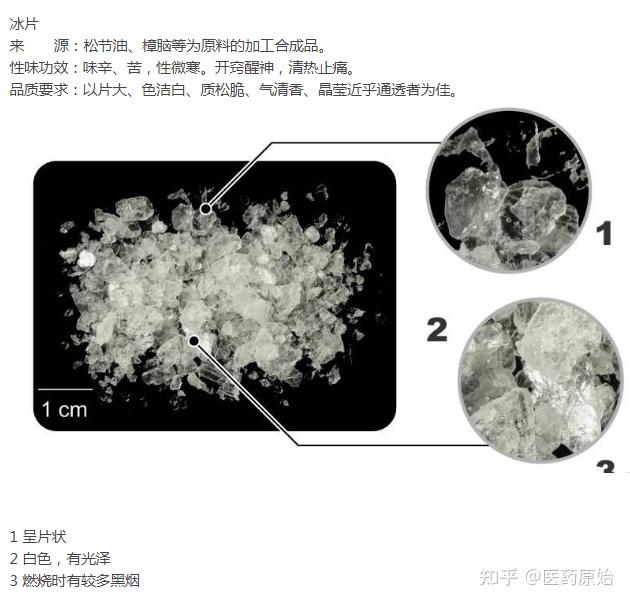 冰片
来　　源：松节油、樟脑等为原料的加工合成品。
性味功效：味辛、苦，性微寒。开窍醒神，清热止痛。
品质要求：以片大、色洁白、质松脆、气清香、晶莹近乎通透者为佳。
1
2
1 cm
3
1 呈片状
2 白色，有光泽
3 燃烧时有较多黑烟
知乎 @医药原始